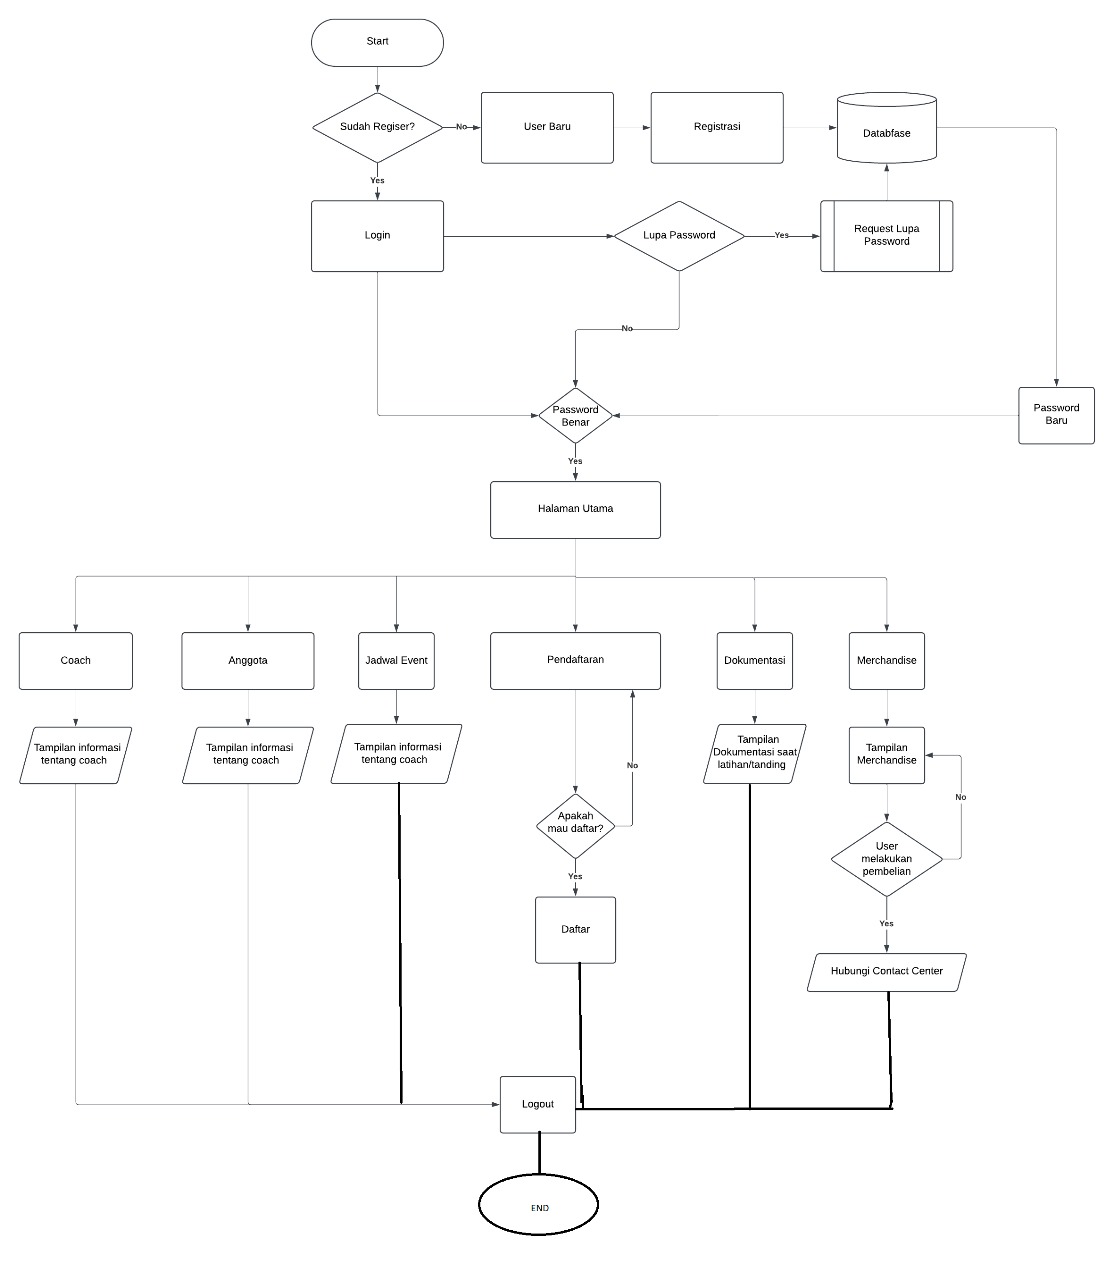 Start
Sudah Regiser?
No
User Baru
Registrasi
Databfase
Yes
Login
Lupa Password
Yes
Request Lupa
Password
No
Password
Benar
Password
Baru
Yes
Halaman Utama
Coach
Anggota
Jadwal Event
Pendaftaran
Dokumentasi
Merchandise
Tampilan informasi
tentang coach
Tampilan informasi
tentang coach
Tampilan informasi
tentang coach
Tampilan
Dokumentasi saat
latihan/tanding
Tampilan
Merchandise
No
No
Apakah
mau daftar?
User
melakukan
pembelian
Yes
Yes
Daftar
Hubungi Contact Center
Logout
END